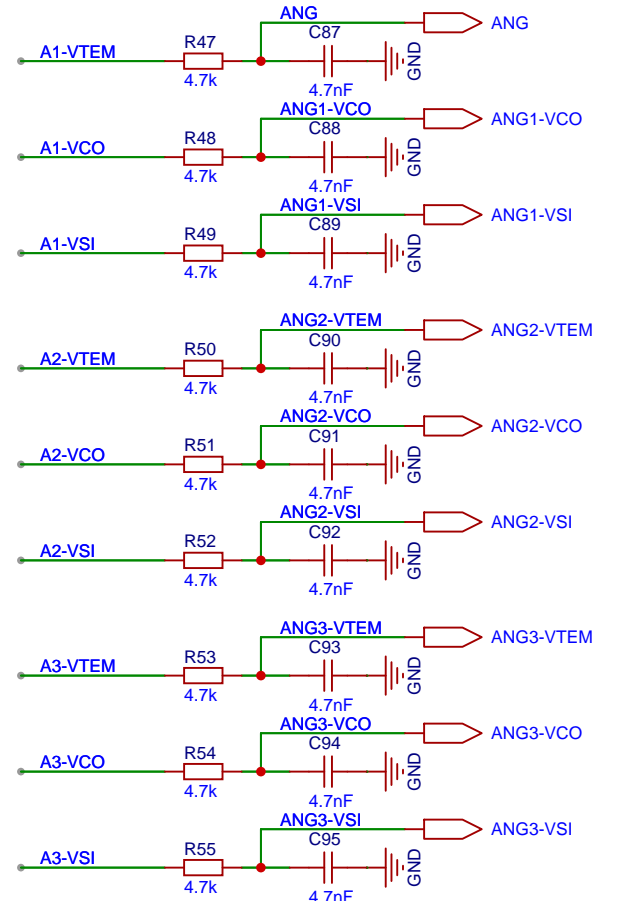 ANG
ANG
C87
R47
A1-VTEM
GND
4.7k
4.7nF
ANG1-VCO
ANG1-VCO
C88
R48
A1-VCO
GND
4.7k
4.7nF
ANG1-VSI
ANG1-VSI
C89
R49
A1-VSI
GND
4.7k
4.7nF
ANG2-VTEM
ANG2-VTEM
C90
R50
A2-VTEM
GND
4.7k
4.7nF
ANG2-VCO
ANG2-VCO
C91
R51
A2-VCO
GND
4.7k
4.7nF
ANG2-VSI
ANG2-VSI
C92
R52
A2-VSI
GND
4.7k
4.7nF
ANG3-VTEM
ANG3-VTEM
C93
R53
A3-VTEM
GND
4.7k
4.7nF
ANG3-VCO
ANG3-VCO
C94
R54
A3-VCO
GND
4.7k
4.7nF
ANG3-VSI
ANG3-VSI
C95
R55
A3-VSI
GND
4.7k
4.7nF